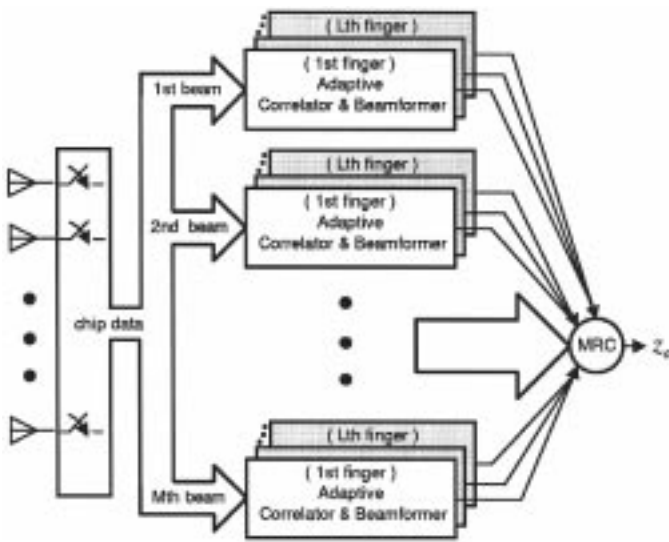 ( Lth finger )
( 1st finger )
Adaptive
Correlator & Beamformer
1st beam
( Lth finger )
( 1st finger )
Adaptive
Correlator & Beamformer
2nd beam
chip data
MRC
( Lth finger )
( 1st finger )
Adaptive
Correlator & Beamformer
Mth beam